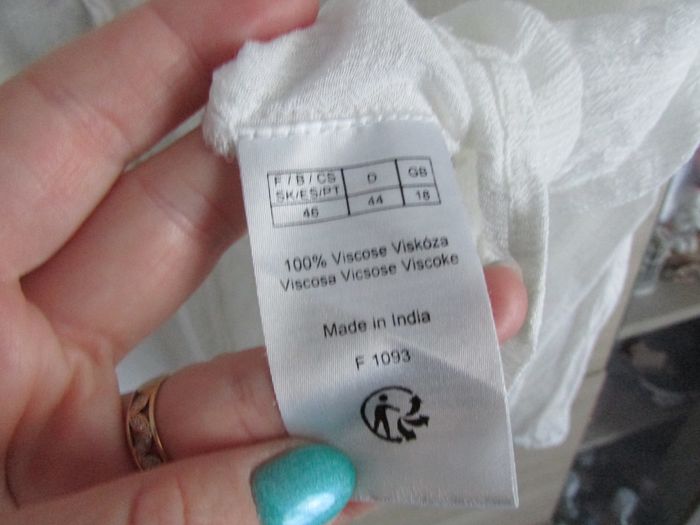 F / B / CS D GB
SK/ES/PT
46 44 18
100% Viscose Viskóza
Viscosa Vicsose Viscoke
Made in India
F 1093